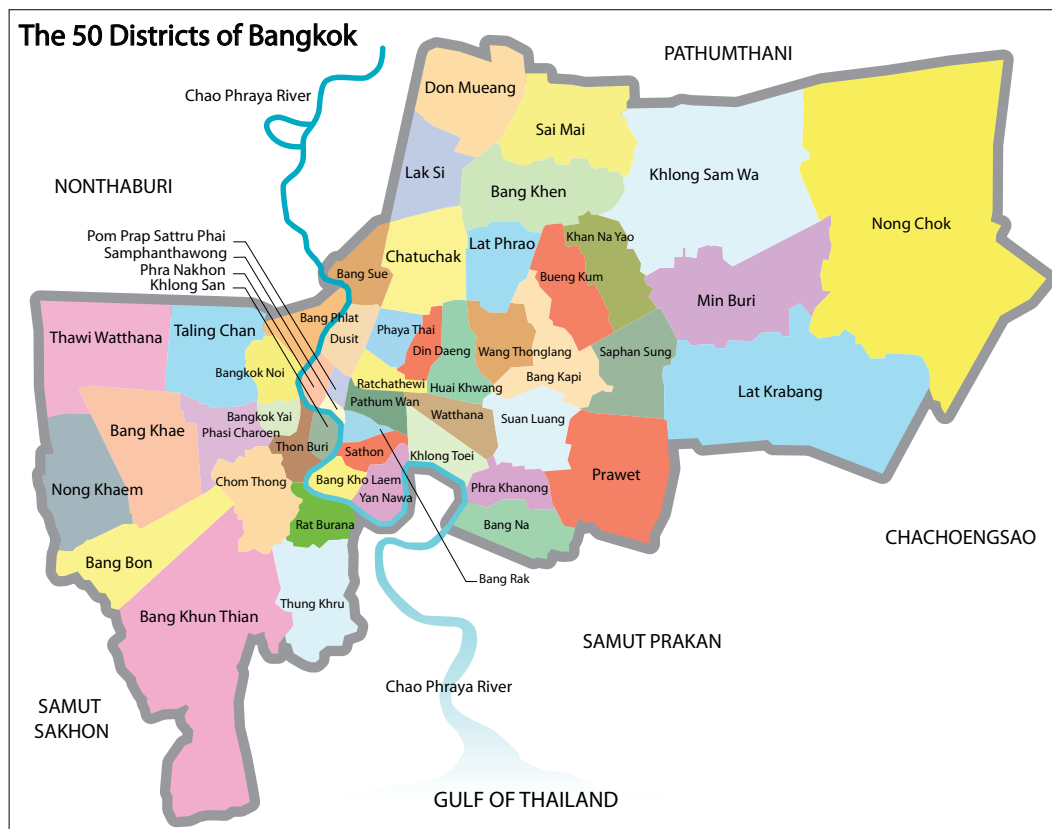 The 50 Districts of Bangkok
PATHUMTHANI
Don Mueang
Chao Phraya River
Sai Mai
Lak Si
Khlong Sam Wa
NONTHABURI
Bang Khen
Nong Chok
Pom Prap Sattru Phai
Samphanthawong
Phra Nakhon
Khlong San
Lat Phrao
Khan Na Yao
Chatuchak
Bang Sue
Bueng Kum
Min Buri
Bang Phlat
Thawi Watthana
Taling Chan
Dusit
Phaya Thai
Din Daeng
Wang Thonglang
Saphan Sung
Bangkok Noi
Ratchathewi
Huai Khwang
Bang Kapi
Lat Krabang
Pathum Wan
Bangkok Yai
Watthana
Suan Luang
Bang Khae
Phasi Charoen
Thon Buri
Sathon
Khlong Toei
Prawet
Nong Khaem
Chom Thong
Bang Kho Laem
Yan Nawa
Phra Khanong
Rat Burana
Bang Na
CHACHOENGSAO
Bang Bon
Bang Rak
Thung Khru
Bang Khun Thian
SAMUT PRAKAN
Chao Phraya River
SAMUT
SAKHON
GULF OF THAILAND